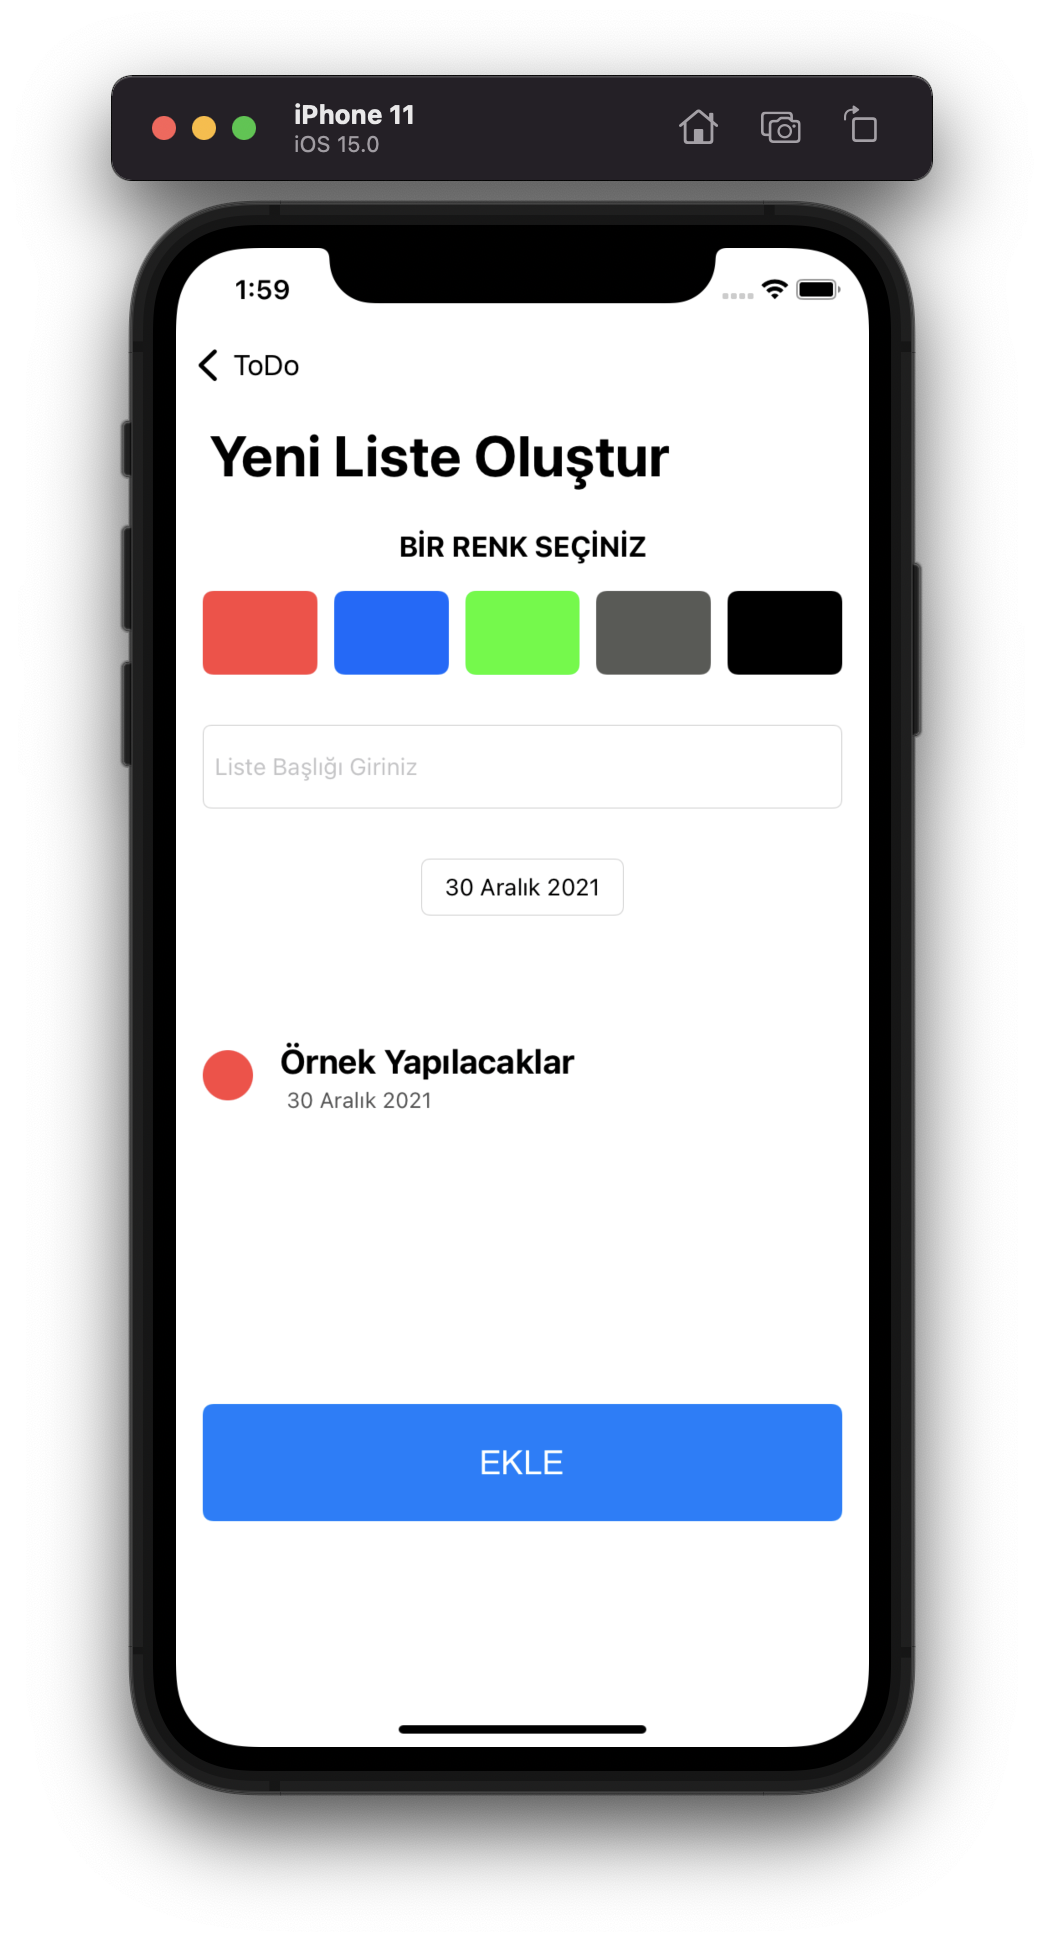 iPhone 11
iOS 15.0
1:59
ToDo
Yeni Liste Oluştur
BİR RENK SEÇİNİZ
Liste Başlığı Giriniz
30 Aralık 2021
Örnek Yapılacaklar
30 Aralık 2021
EKLE